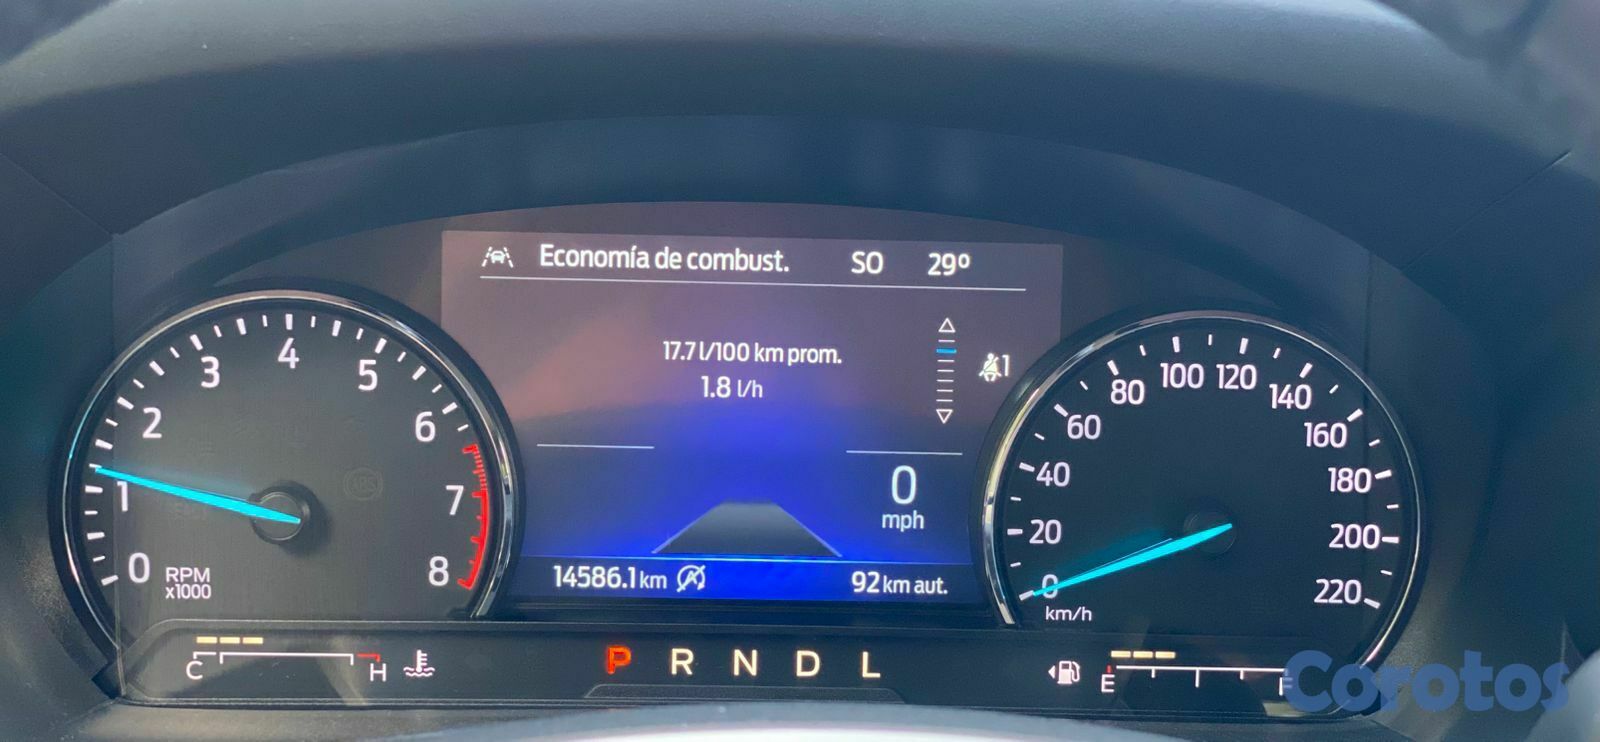 Economía de combust. SO 29º
17.7 l/100 km prom.
1.8 l/h
1
0
mph
14586.1 km
92 km aut.
0
1
2
3
4
5
6
7
8
RPM
x1000
0
20
40
60
80
100
120
140
160
180
200
220
km/h
C H
P R N D L
E F
Corotos